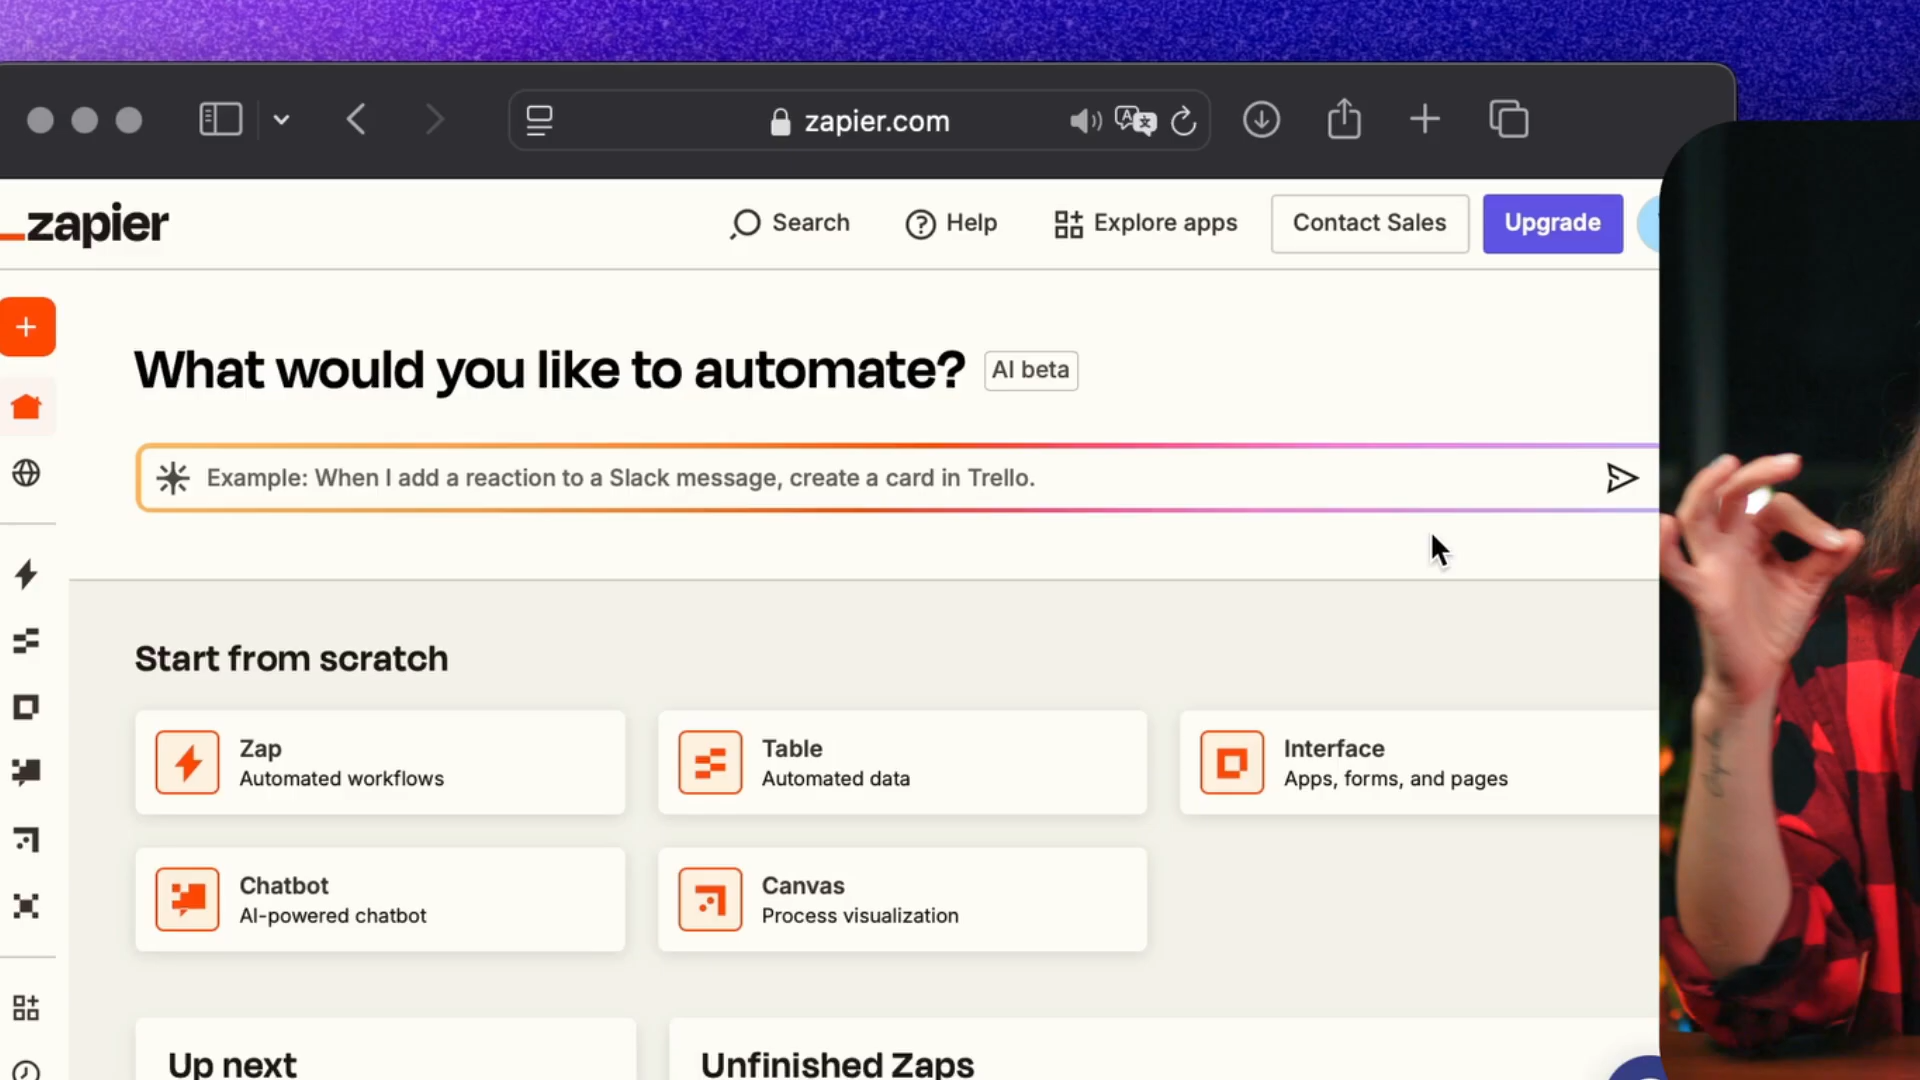 zapier.com
zapier
Search
Help
Explore apps
Contact Sales
Upgrade
What would you like to automate?
AI beta
Example: When I add a reaction to a Slack message, create a card in Trello.
Start from scratch
Zap
Automated workflows
Table
Automated data
Interface
Apps, forms, and pages
Chatbot
AI-powered chatbot
Canvas
Process visualization
Up next
Unfinished Zaps